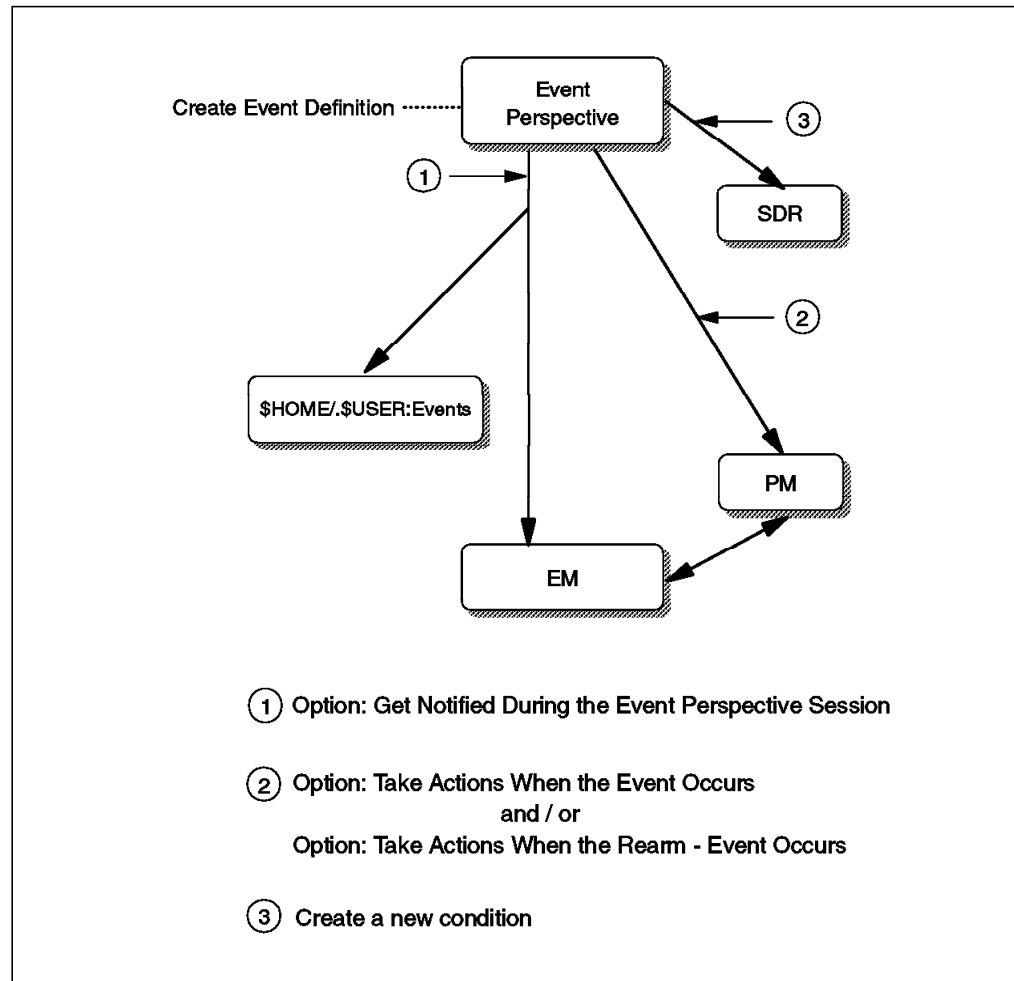 Event
Perspective
Create Event Definition
3
1
SDR
2
$HOME/.$USER:Events
PM
EM
1 Option: Get Notified During the Event Perspective Session
2 Option: Take Actions When the Event Occurs
and / or
Option: Take Actions When the Rearm - Event Occurs
3 Create a new condition